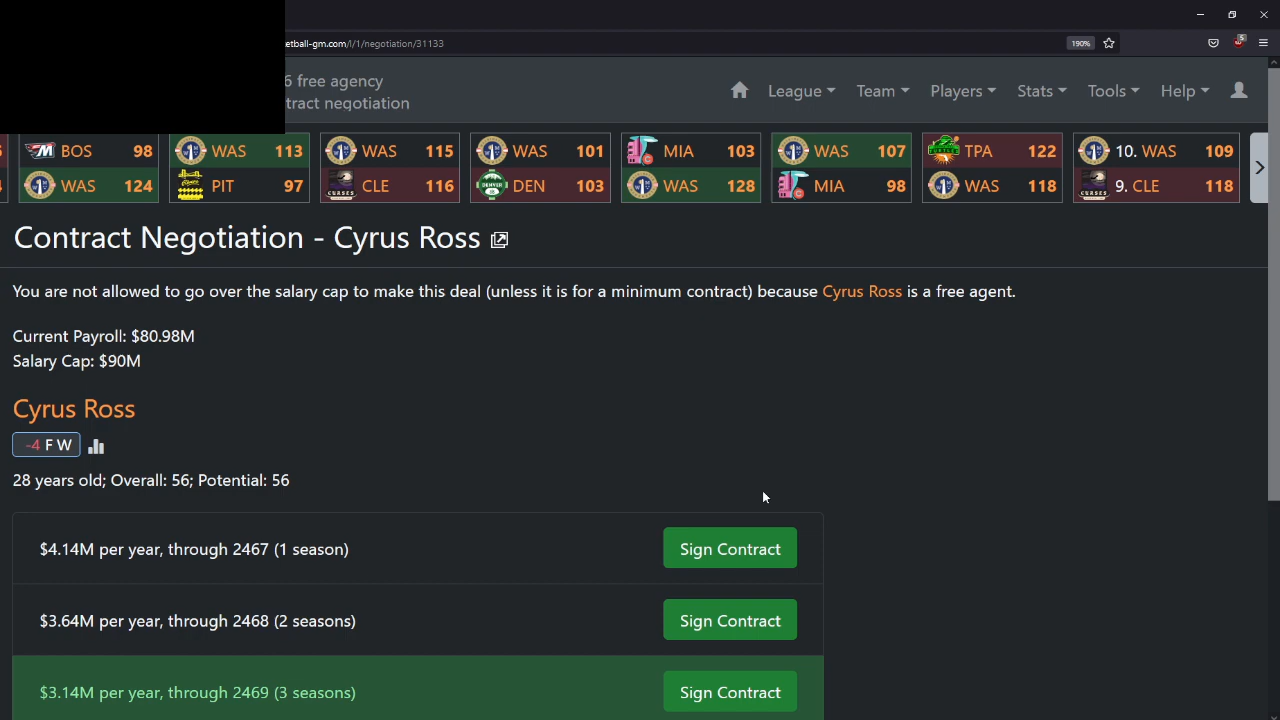 etball-gm.com/l/1/negotiation/31133
190%
5
6 free agency
tract negotiation
League
Team
Players
Stats
Tools
Help
BOS 98
WAS 124
WAS 113
PIT 97
WAS 115
CLE 116
WAS 101
DEN 103
MIA 103
WAS 128
WAS 107
MIA 98
TPA 122
WAS 118
10. WAS 109
9. CLE 118
Contract Negotiation - Cyrus Ross
You are not allowed to go over the salary cap to make this deal (unless it is for a minimum contract) because Cyrus Ross is a free agent.
Current Payroll: $80.98M
Salary Cap: $90M
Cyrus Ross
-4 F W
28 years old; Overall: 56; Potential: 56
$4.14M per year, through 2467 (1 season)
Sign Contract
$3.64M per year, through 2468 (2 seasons)
Sign Contract
$3.14M per year, through 2469 (3 seasons)
Sign Contract